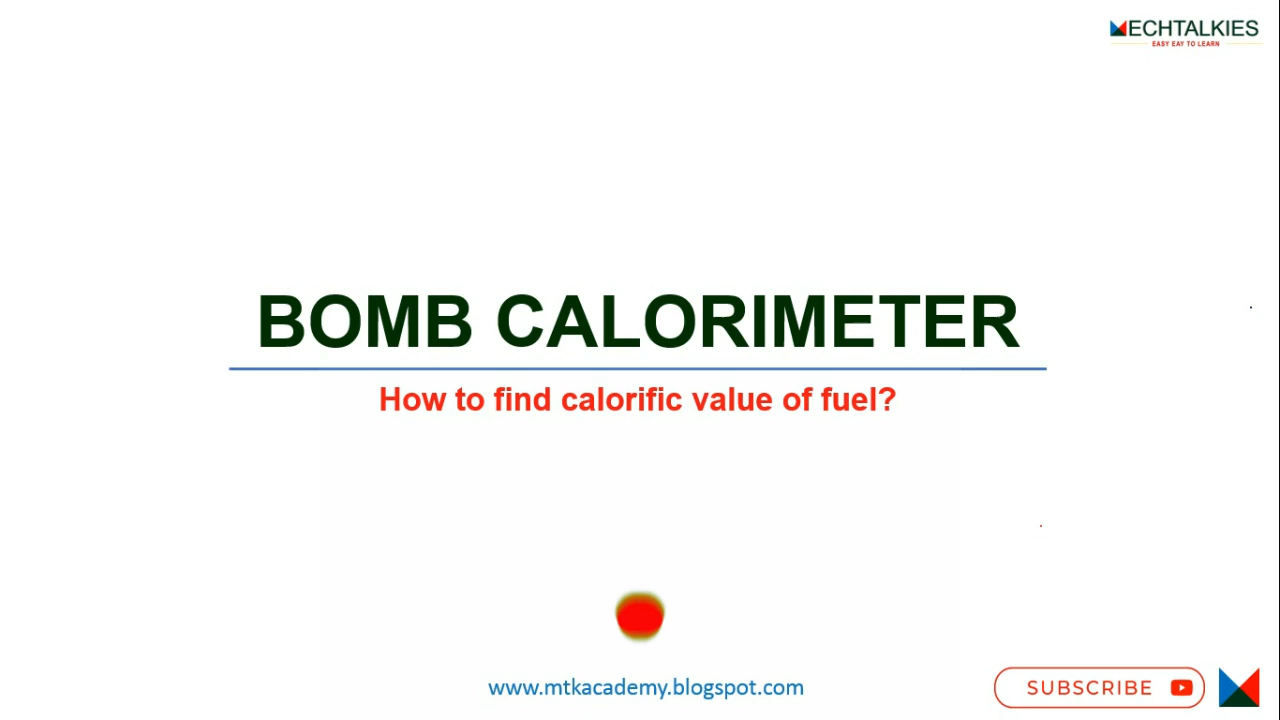 MECHTALKIES
EASY EAY TO LEARN
BOMB CALORIMETER
How to find calorific value of fuel?
www.mtkacademy.blogspot.com
SUBSCRIBE